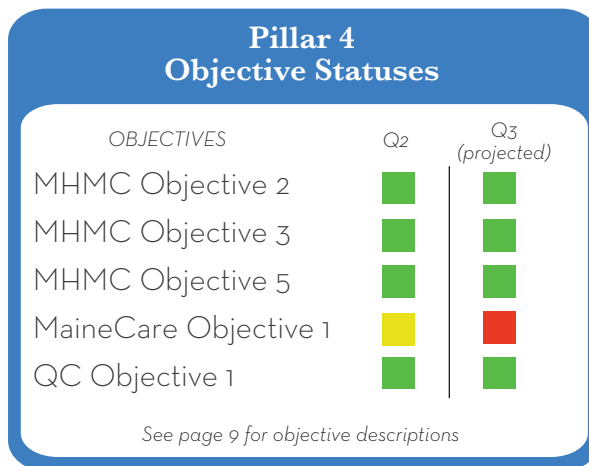 Pillar 4
Objective Statuses
OBJECTIVES Q2 Q3
(projected)
MHMC Objective 2
MHMC Objective 3
MHMC Objective 5
MaineCare Objective 1
QC Objective 1
See page 9 for objective descriptions